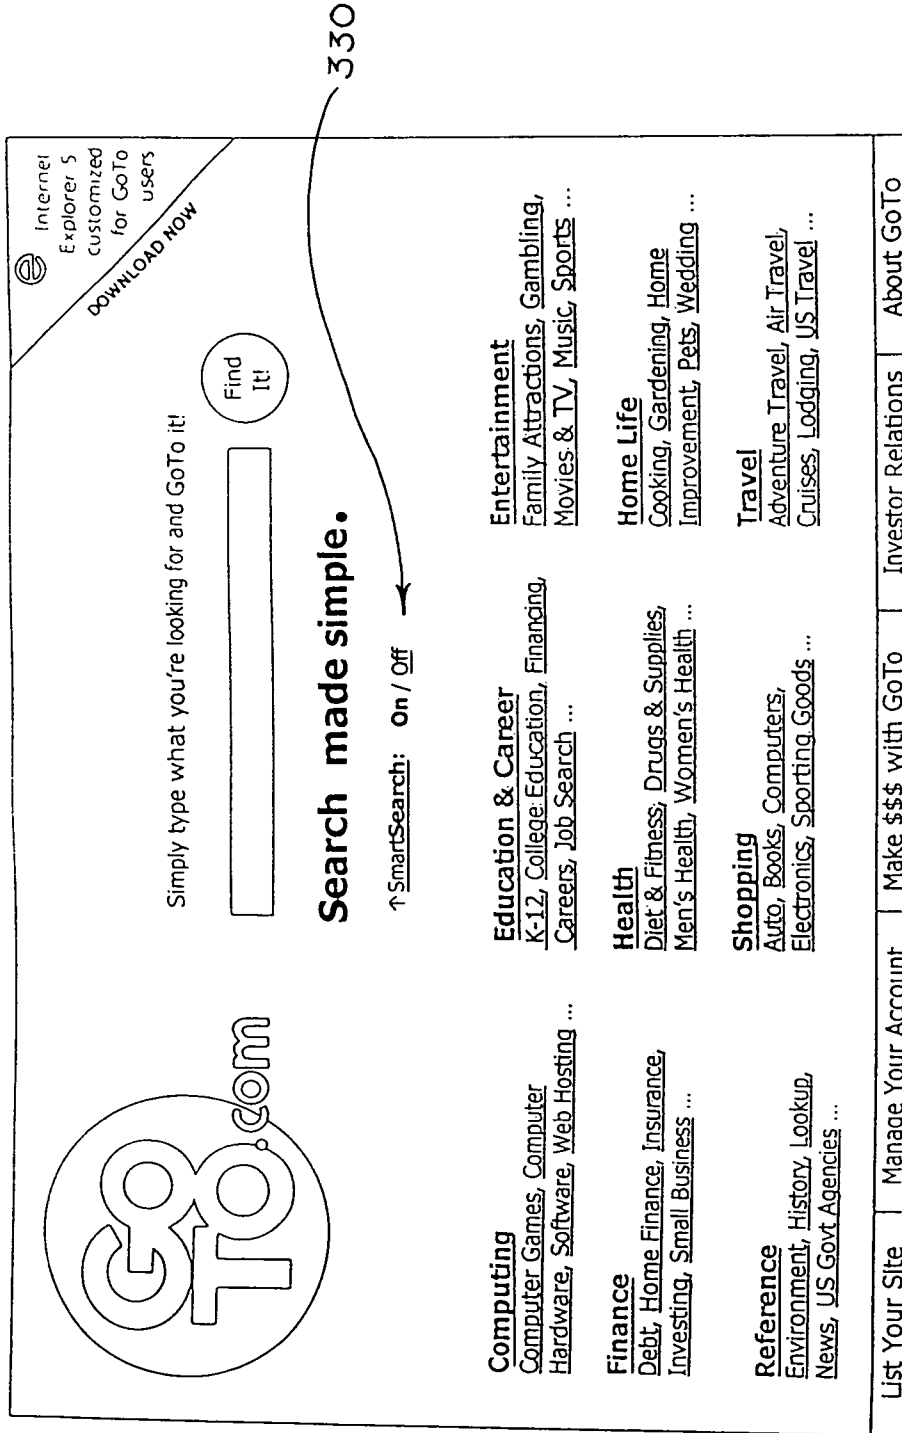 GO
TO.com
Simply type what you're looking for and GoTo it!
Find
It!
Internet
Explorer 5
customized
for GoTo
users
DOWNLOAD NOW
Search made simple.
↑SmartSearch: On / Off
330
Computing
Computer Games, Computer
Hardware, Software, Web Hosting ...
Education & Career
K-12, College Education, Financing,
Careers, Job Search ...
Entertainment
Family Attractions, Gambling,
Movies & TV, Music, Sports ...
Finance
Debt, Home Finance, Insurance,
Investing, Small Business ...
Health
Diet & Fitness, Drugs & Supplies,
Men's Health, Women's Health ...
Home Life
Cooking, Gardening, Home
Improvement, Pets, Wedding ...
Reference
Environment, History, Lookup,
News, US Govt Agencies ...
Shopping
Auto, Books, Computers,
Electronics, Sporting Goods ...
Travel
Adventure Travel, Air Travel,
Cruises, Lodging, US Travel ...
List Your Site | Manage Your Account | Make $$$ with GoTo | Investor Relations | About GoTo